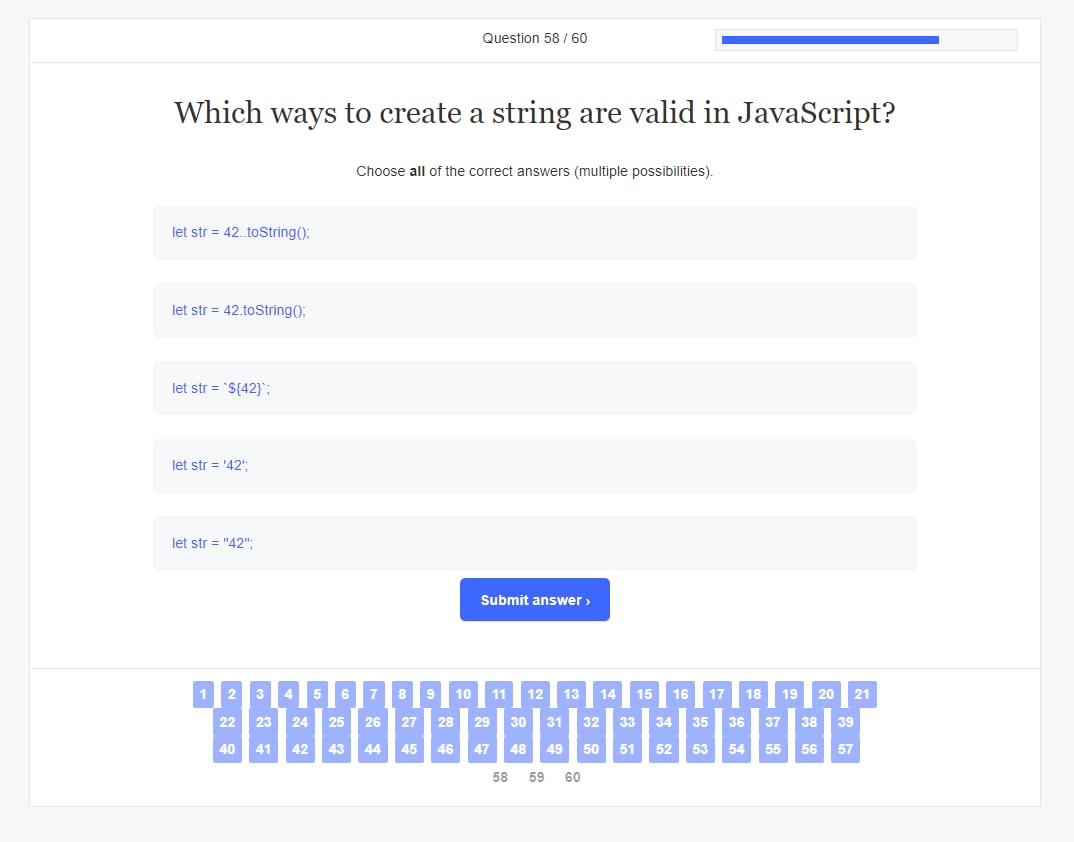 Question 58 / 60
Which ways to create a string are valid in JavaScript?
Choose all of the correct answers (multiple possibilities).
let str = 42..toString();
let str = 42.toString();
let str = `${42}`;
let str = '42';
let str = "42";
Submit answer ›
1 2 3 4 5 6 7 8 9 10 11 12 13 14 15 16 17 18 19 20 21
22 23 24 25 26 27 28 29 30 31 32 33 34 35 36 37 38 39
40 41 42 43 44 45 46 47 48 49 50 51 52 53 54 55 56 57
58 59 60